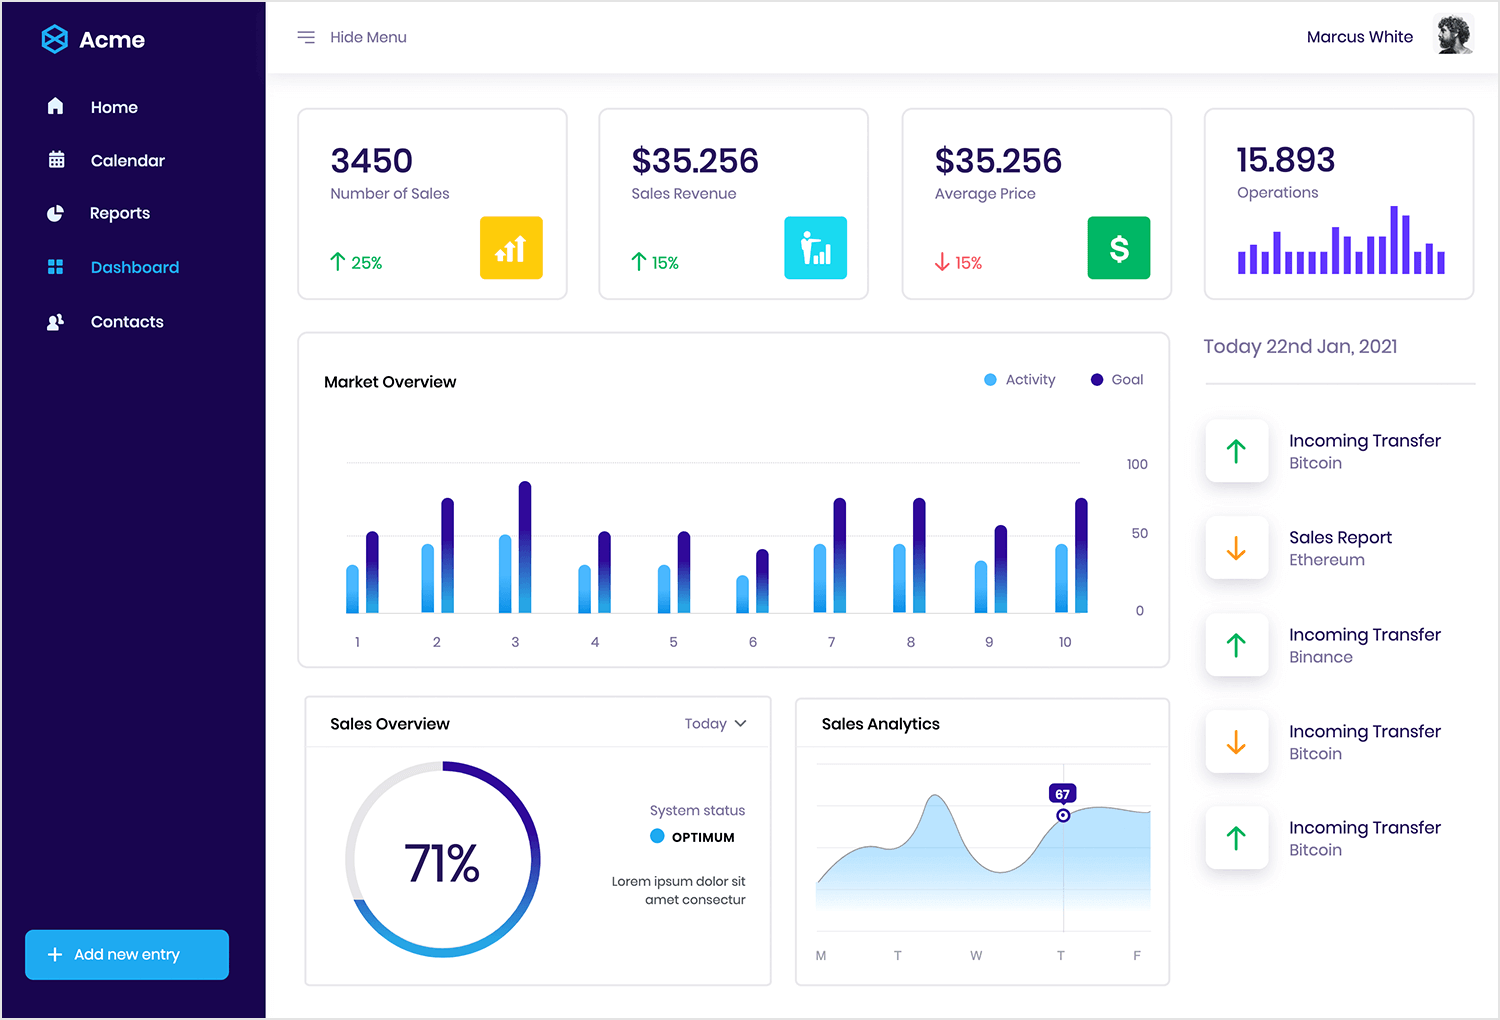 Acme
Home
Calendar
Reports
Dashboard
Contacts
Add new entry
Hide Menu
Marcus White
3450
Number of Sales
25%
$35.256
Sales Revenue
15%
$35.256
Average Price
15%
$
15.893
Operations
Market Overview
Activity
Goal
100
50
0
1 2 3 4 5 6 7 8 9 10
Today 22nd Jan, 2021
Incoming Transfer
Bitcoin
Sales Report
Ethereum
Incoming Transfer
Binance
Incoming Transfer
Bitcoin
Incoming Transfer
Bitcoin
Sales Overview
Today
71%
System status
OPTIMUM
Lorem ipsum dolor sit
amet consectur
Sales Analytics
67
M T W T F